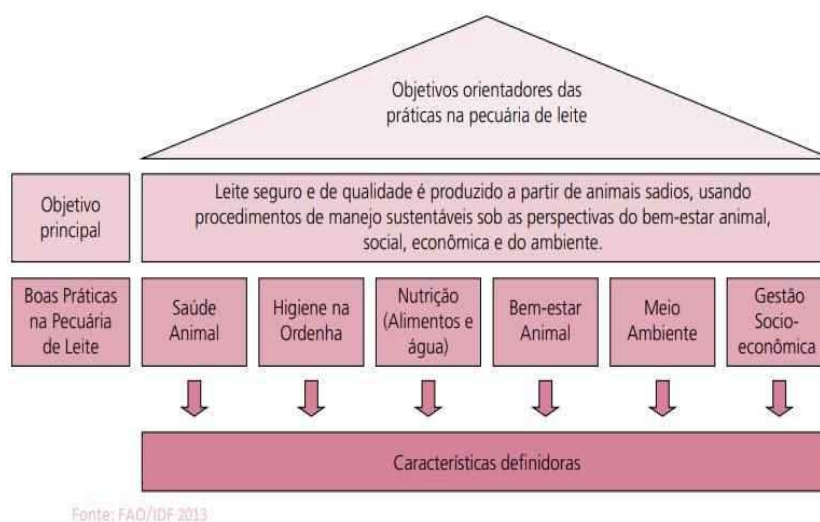 Objetivos orientadores das
práticas na pecuária de leite
Objetivo
principal
Leite seguro e de qualidade é produzido a partir de animais sadios, usando
procedimentos de manejo sustentáveis sob as perspectivas do bem-estar animal,
social, econômica e do ambiente.
Boas Práticas
na Pecuária
de Leite
Saúde
Animal
Higiene na
Ordenha
Nutrição
(Alimentos e
água)
Bem-estar
Animal
Meio
Ambiente
Gestão
Socio-
econômica
Características definidoras
Fonte: FAO/IDF 2013